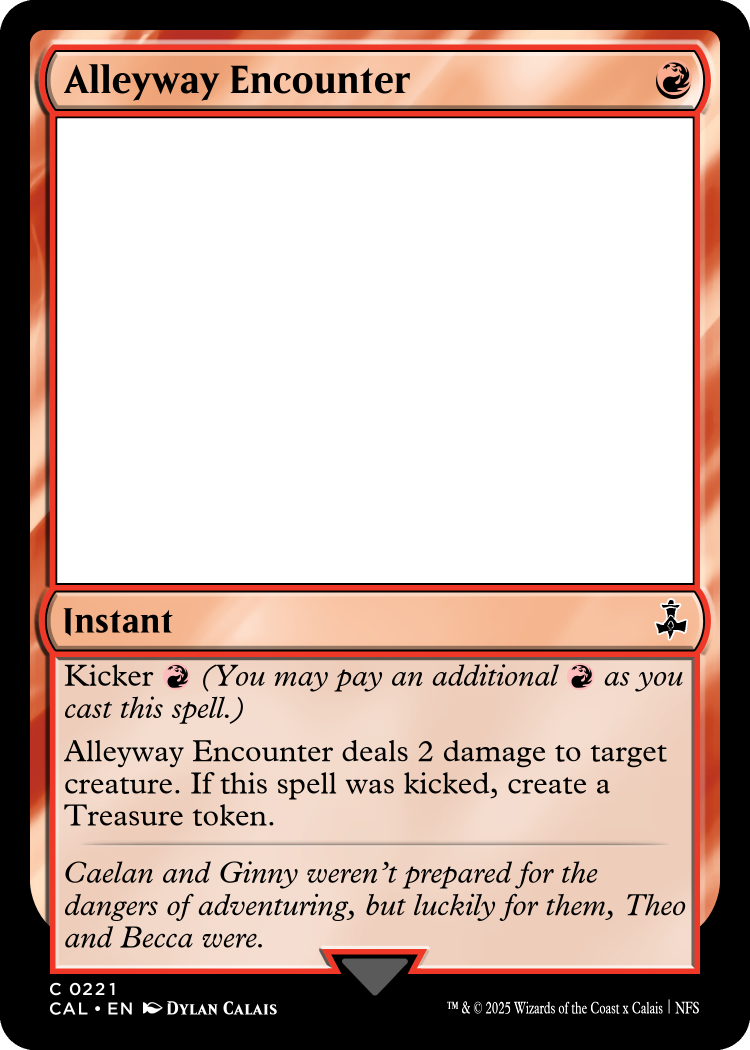 Alleyway Encounter
Instant
Kicker (You may pay an additional as you
cast this spell.)
Alleyway Encounter deals 2 damage to target
creature. If this spell was kicked, create a
Treasure token.
Caelan and Ginny weren't prepared for the
dangers of adventuring, but luckily for them, Theo
and Becca were.
C 0221
CAL • EN Dylan Calais
™ & © 2025 Wizards of the Coast x Calais | NFS